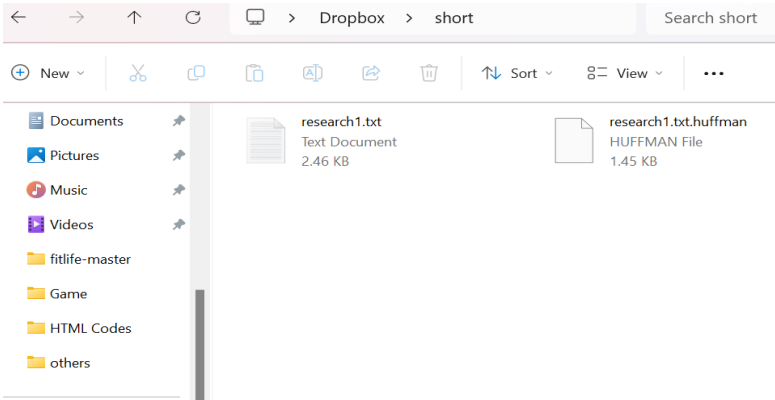 Dropbox short Search short
New Sort View
Documents
Pictures
Music
Videos
fitlife-master
Game
HTML Codes
others
research1.txt
Text Document
2.46 KB
research1.txt.huffman
HUFFMAN File
1.45 KB